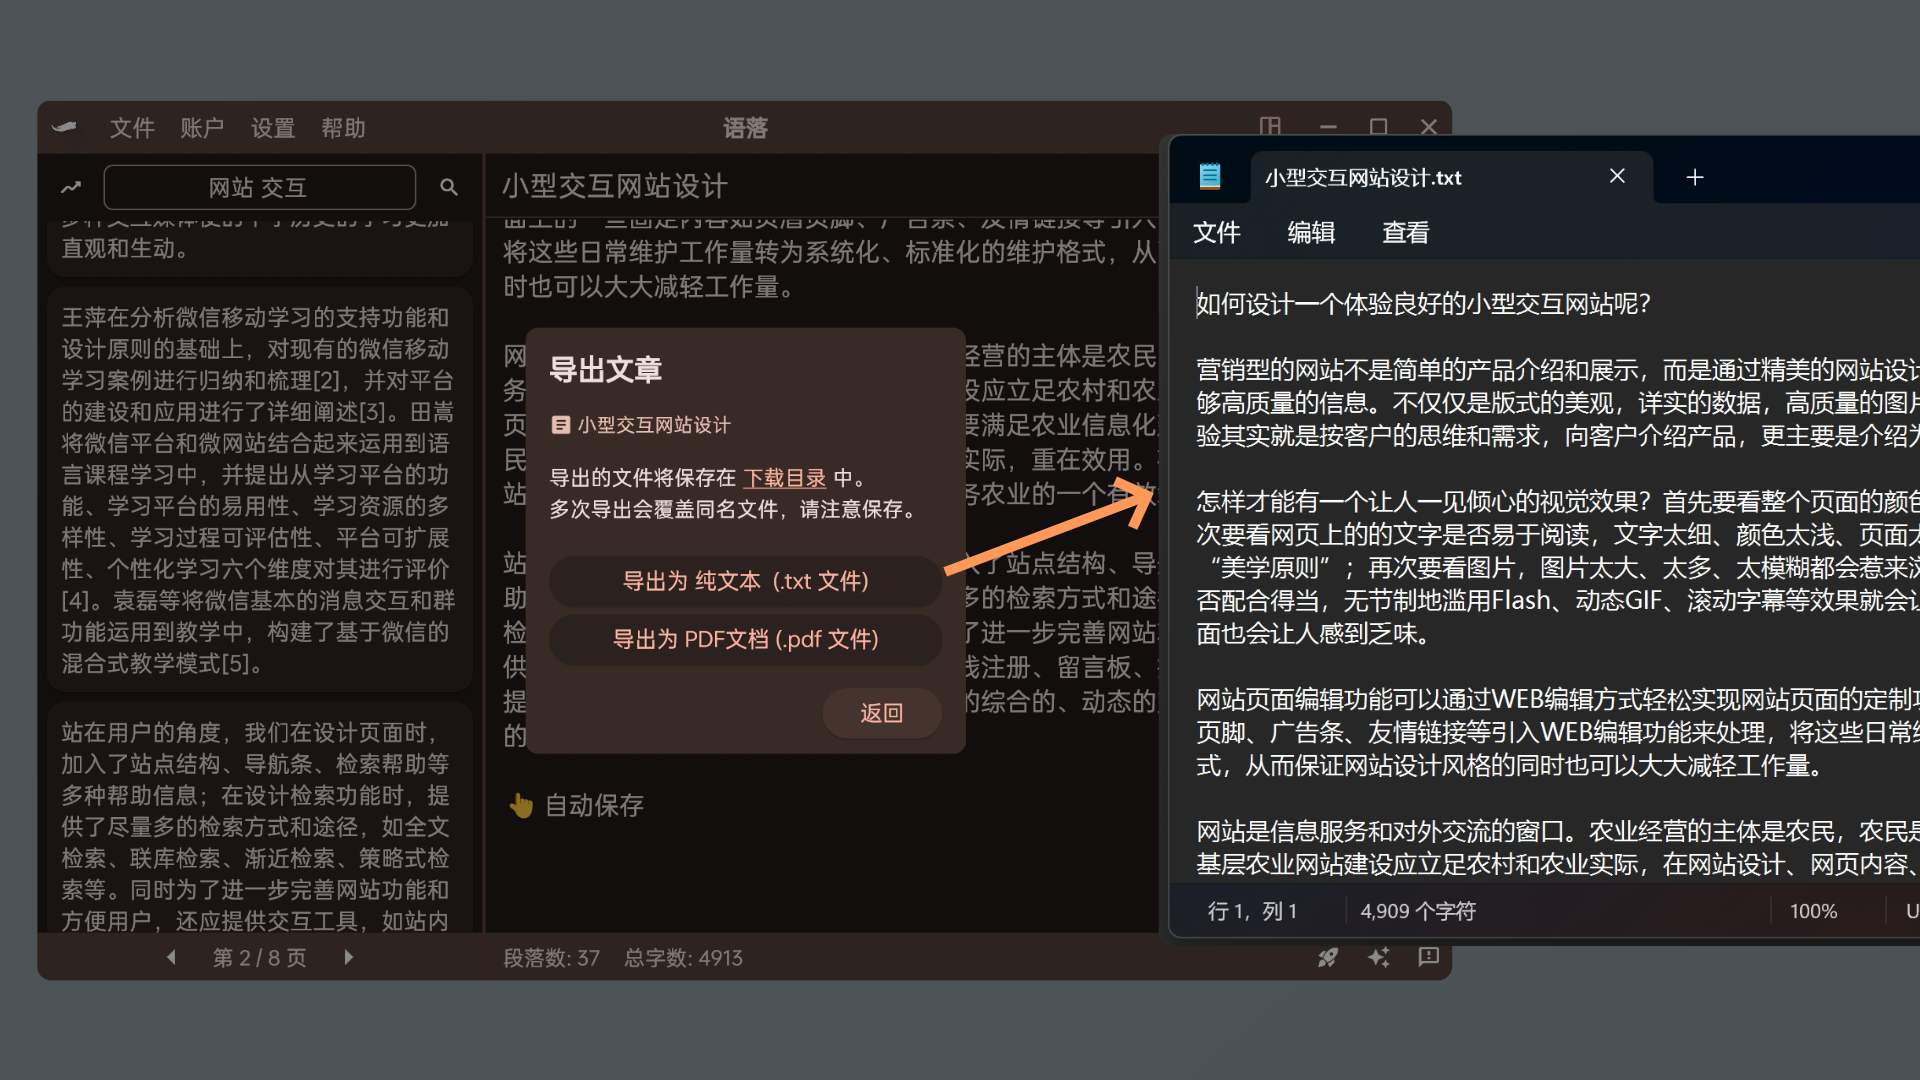 文件 账户 设置 帮助
语落
网站 交互
直观和生动。
王萍在分析微信移动学习的支持功能和
设计原则的基础上，对现有的微信移动
学习案例进行归纳和梳理[2]，并对平台
的建设和应用进行了详细阐述[3]。田嵩
将微信平台和微网站结合起来运用到语
言课程学习中，并提出从学习平台的功
能、学习平台的易用性、学习资源的多
样性、学习过程可评估性、平台可扩展
性、个性化学习六个维度对其进行评价
[4]。袁磊等将微信基本的消息交互和群
功能运用到教学中，构建了基于微信的
混合式教学模式[5]。
站在用户的角度，我们在设计页面时，
加入了站点结构、导航条、检索帮助等
多种帮助信息；在设计检索功能时，提
供了尽量多的检索方式和途径，如全文
检索、联库检索、渐近检索、策略式检
索等。同时为了进一步完善网站功能和
方便用户，还应提供交互工具，如站内
第 2 / 8 页
小型交互网站设计
将这些日常维护工作量转为系统化、标准化的维护格式，从
时也可以大大减轻工作量。
网
经营的主体是农民
务
设应立足农村和农
页
要满足农业信息化
民
实际，重在效用。
站
务农业的一个有效
站
入了站点结构、导
助
多的检索方式和途
检
了进一步完善网站
供
线注册、留言板、
提
的综合的、动态的
的
👆 自动保存
段落数: 37 总字数: 4913
导出文章
小型交互网站设计
导出的文件将保存在 下载目录 中。
多次导出会覆盖同名文件，请注意保存。
导出为 纯文本 (.txt 文件)
导出为 PDF文档 (.pdf 文件)
返回
小型交互网站设计.txt
文件 编辑 查看
如何设计一个体验良好的小型交互网站呢？
营销型的网站不是简单的产品介绍和展示，而是通过精美的网站设计
够高质量的信息。不仅仅是版式的美观，详实的数据，高质量的图片
验其实就是按客户的思维和需求，向客户介绍产品，更主要是介绍为
怎样才能有一个让人一见倾心的视觉效果？首先要看整个页面的颜色
次要看网页上的的文字是否易于阅读，文字太细、颜色太浅、页面太
“美学原则”；再次要看图片，图片太大、太多、太模糊都会惹来浏
否配合得当，无节制地滥用Flash、动态GIF、滚动字幕等效果就会让
面也会让人感到乏味。
网站页面编辑功能可以通过WEB编辑方式轻松实现网站页面的定制功
页脚、广告条、友情链接等引入WEB编辑功能来处理，将这些日常维
式，从而保证网站设计风格的同时也可以大大减轻工作量。
网站是信息服务和对外交流的窗口。农业经营的主体是农民，农民是
基层农业网站建设应立足农村和农业实际，在网站设计、网页内容、
行 1，列 1 4,909 个字符 100% U